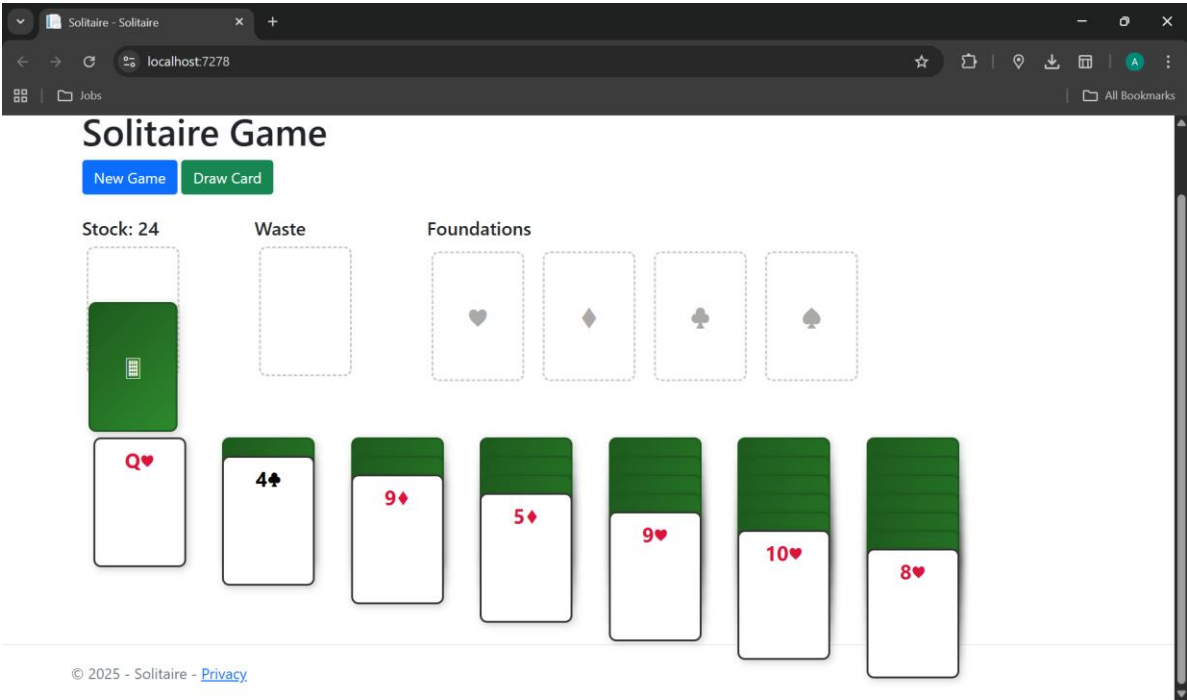 Solitaire - Solitaire
localhost:7278
A
Jobs
All Bookmarks
Solitaire Game
New Game Draw Card
Stock: 24 Waste Foundations
♥ ♦ ♣ ♠
Q♥ 4♣ 9♦ 5♦ 9♥ 10♥ 8♥
© 2025 - Solitaire - Privacy